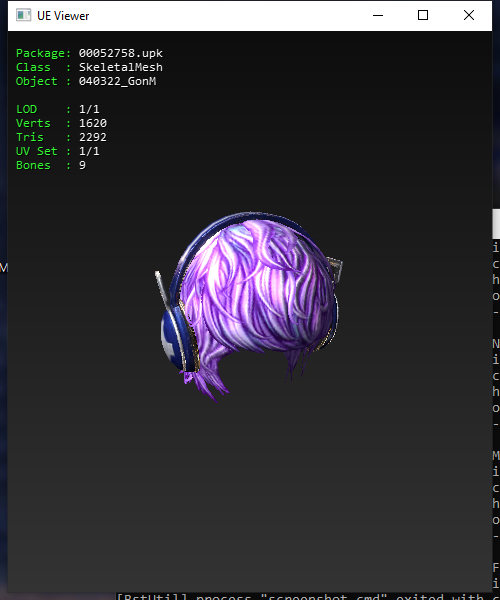 UE Viewer
Package: 00052758.upk
Class  : SkeletalMesh
Object : 040322_GonM
LOD    : 1/1
Verts  : 1620
Tris   : 2292
UV Set : 1/1
Bones  : 9
M
i
c
h
o
-
N
i
c
h
o
-
M
i
c
h
o
-
F
i
[BstUtil] process "screenshot.cmd" exited with c